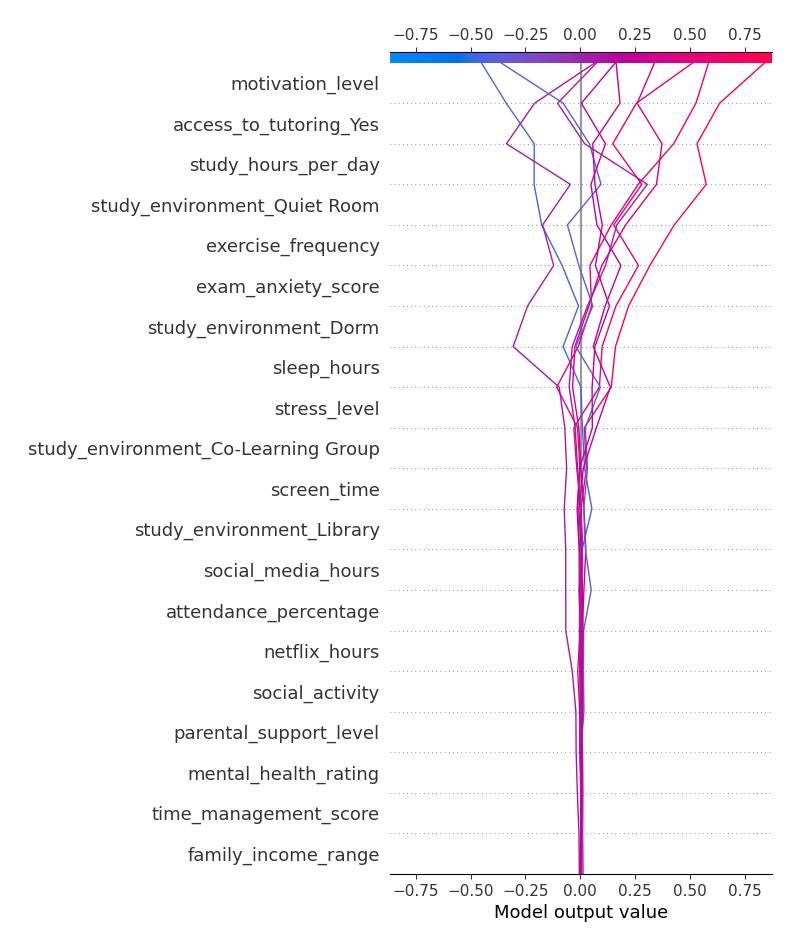 −0.75 −0.50 −0.25 0.00 0.25 0.50 0.75
motivation_level
access_to_tutoring_Yes
study_hours_per_day
study_environment_Quiet Room
exercise_frequency
exam_anxiety_score
study_environment_Dorm
sleep_hours
stress_level
study_environment_Co-Learning Group
screen_time
study_environment_Library
social_media_hours
attendance_percentage
netflix_hours
social_activity
parental_support_level
mental_health_rating
time_management_score
family_income_range
−0.75 −0.50 −0.25 0.00 0.25 0.50 0.75
Model output value